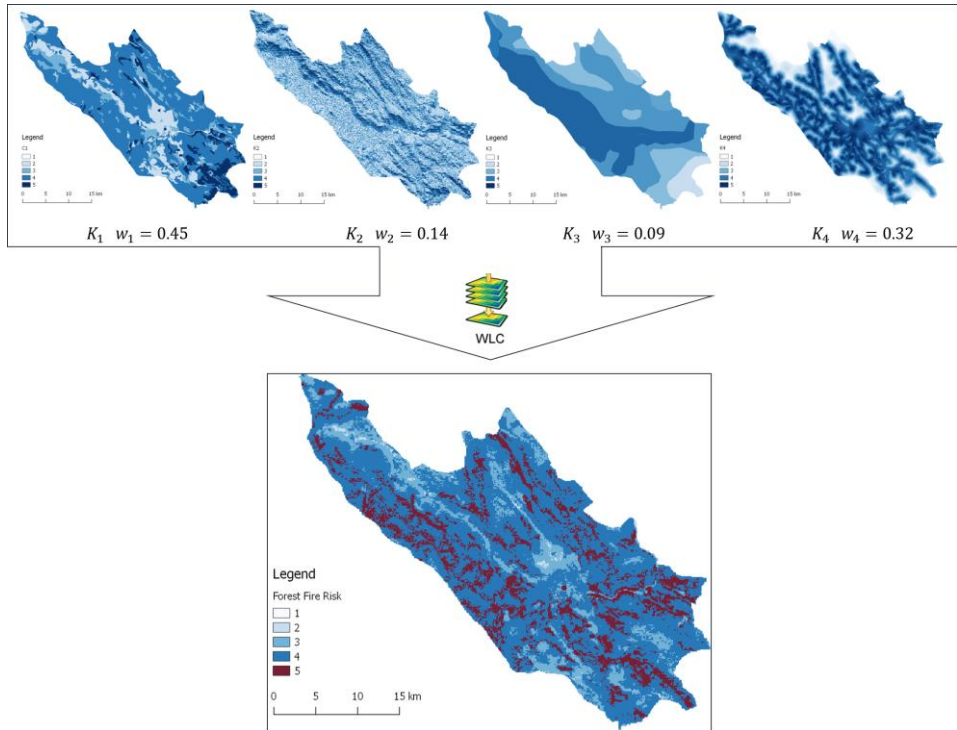 Legend
C1
1
2
3
4
5
0 5 10 15 km
Legend
K2
1
2
3
4
5
0 5 10 15 km
Legend
K3
1
2
3
4
5
0 5 10 15 km
Legend
K4
1
2
3
4
5
0 5 10 15 km
K₁ w₁ = 0.45
K₂ w₂ = 0.14
K₃ w₃ = 0.09
K₄ w₄ = 0.32
WLC
Legend
Forest Fire Risk
1
2
3
4
5
0 5 10 15 km